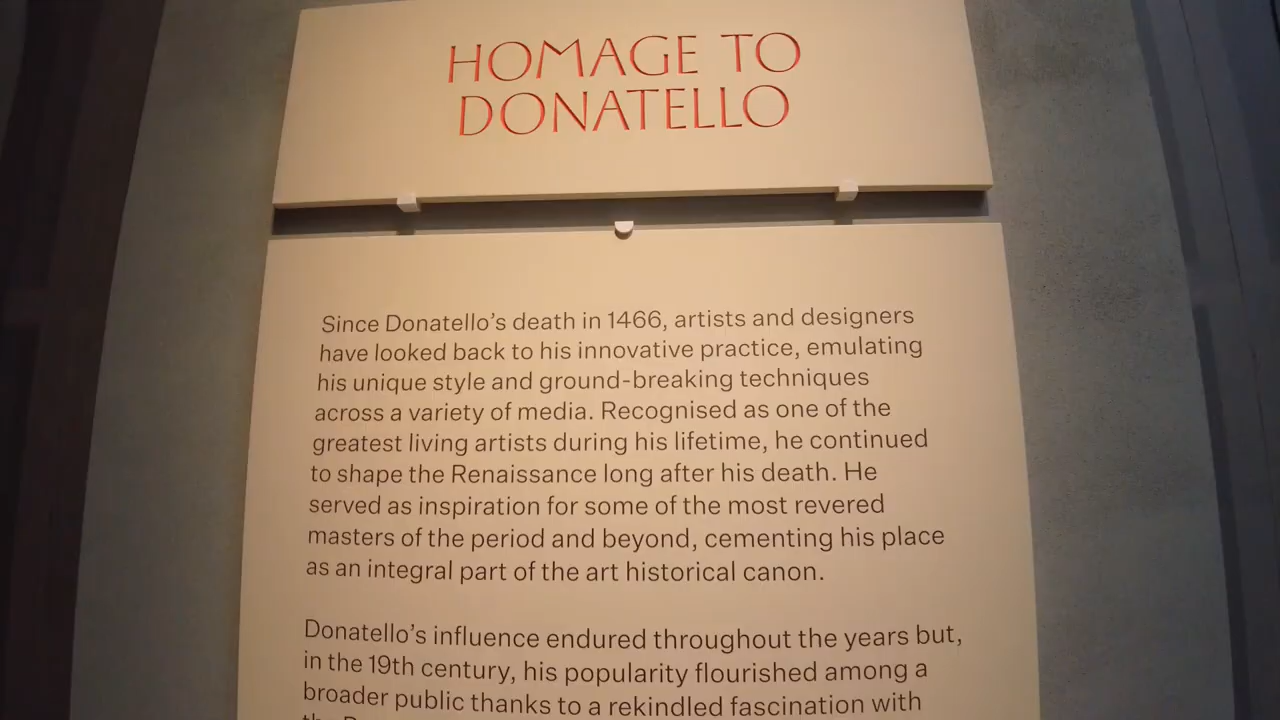 HOMAGE TO
DONATELLO
Since Donatello's death in 1466, artists and designers
have looked back to his innovative practice, emulating
his unique style and ground-breaking techniques
across a variety of media. Recognised as one of the
greatest living artists during his lifetime, he continued
to shape the Renaissance long after his death. He
served as inspiration for some of the most revered
masters of the period and beyond, cementing his place
as an integral part of the art historical canon.
Donatello's influence endured throughout the years but,
in the 19th century, his popularity flourished among a
broader public thanks to a rekindled fascination with